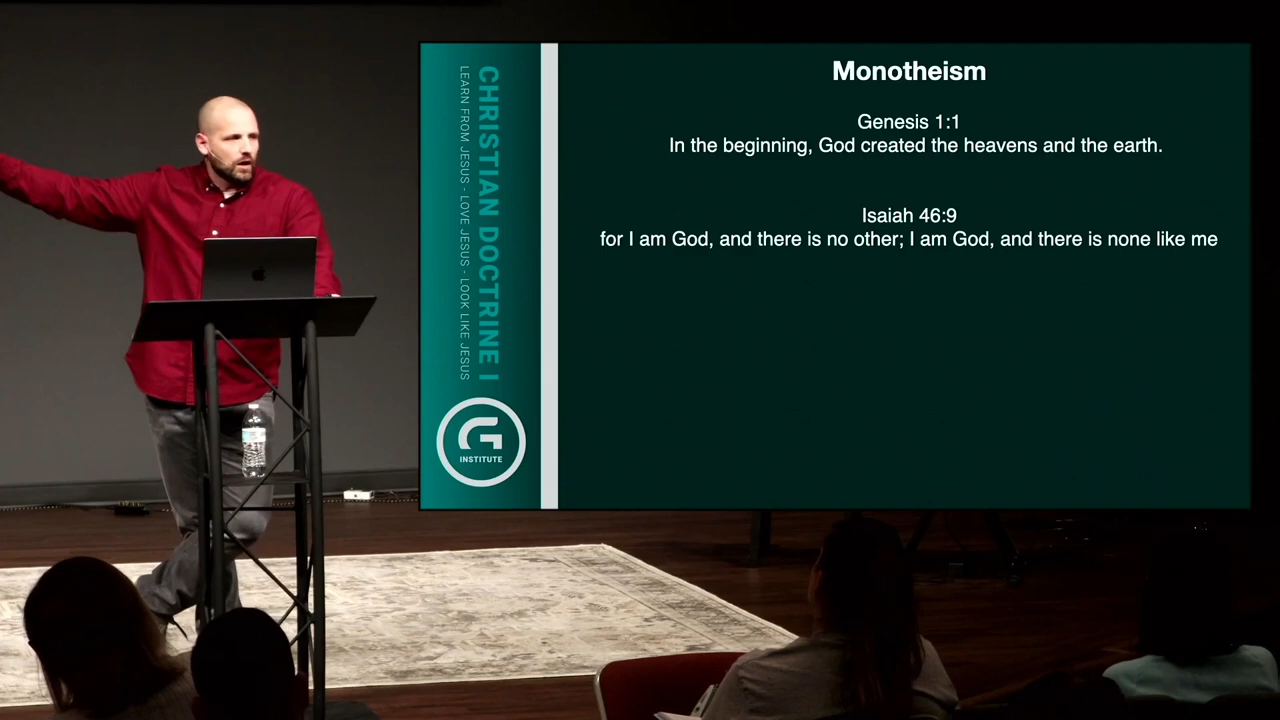 CHRISTIAN DOCTRINE I
LEARN FROM JESUS - LOVE JESUS - LOOK LIKE JESUS
G
INSTITUTE
Monotheism
Genesis 1:1
In the beginning, God created the heavens and the earth.
Isaiah 46:9
for I am God, and there is no other; I am God, and there is none like me